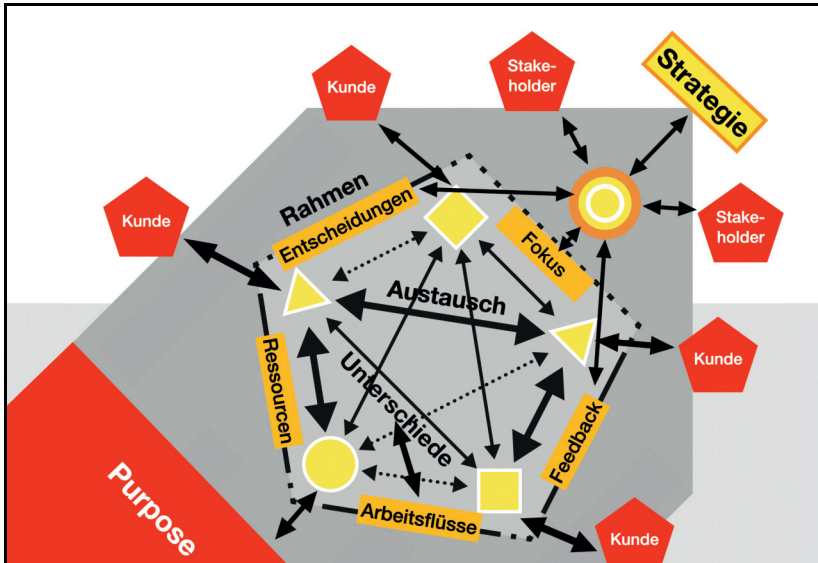 Stake-
holder
Strategie
Kunde
Rahmen
Entscheidungen
Kunde
Stake-
holder
Fokus
Austausch
Ressourcen
Unterschiede
Kunde
Feedback
Purpose
Arbeitsflüsse
Kunde